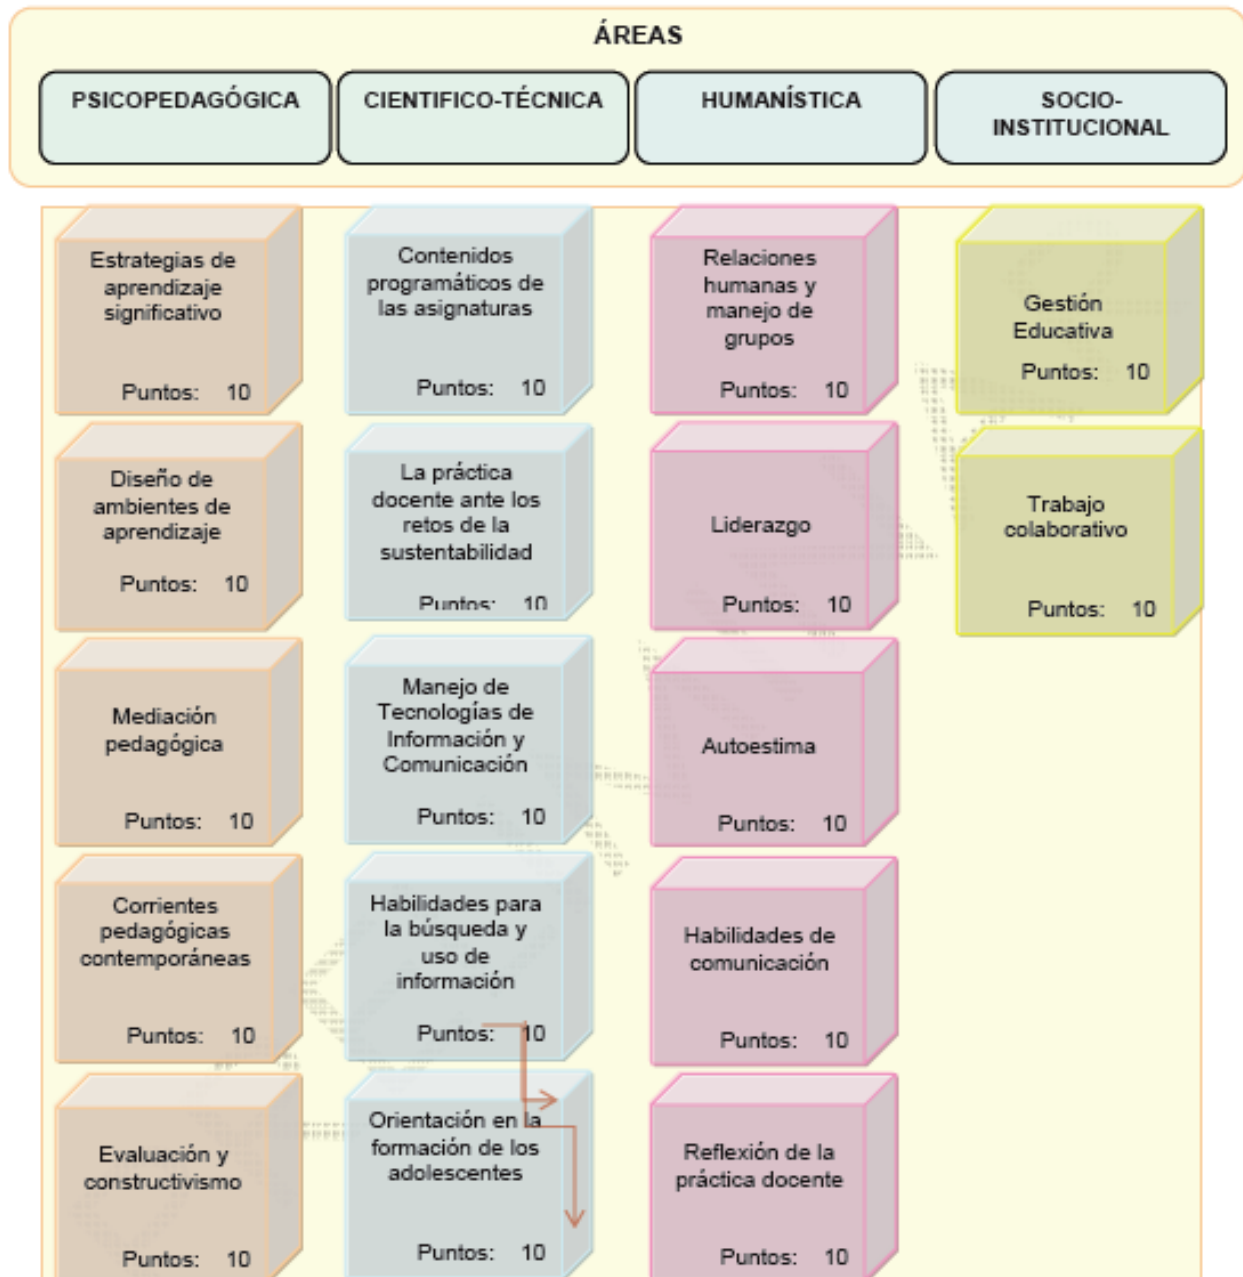 ÁREAS
PSICOPEDAGÓGICA
CIENTIFICO-TÉCNICA
HUMANÍSTICA
SOCIO-
INSTITUCIONAL
Estrategias de
aprendizaje
significativo
Puntos: 10
Contenidos
programáticos de
las asignaturas
Puntos: 10
Relaciones
humanas y
manejo de
grupos
Puntos: 10
Gestión
Educativa
Puntos: 10
Diseño de
ambientes de
aprendizaje
Puntos: 10
La práctica
docente ante los
retos de la
sustentabilidad
Puntos: 10
Liderazgo
Puntos: 10
Trabajo
colaborativo
Puntos: 10
Mediación
pedagógica
Puntos: 10
Manejo de
Tecnologías de
Información y
Comunicación
Puntos: 10
Autoestima
Puntos: 10
Corrientes
pedagógicas
contemporáneas
Puntos: 10
Habilidades para
la búsqueda y
uso de
información
Puntos: 10
Habilidades de
comunicación
Puntos: 10
Evaluación y
constructivismo
Puntos: 10
Orientación en la
formación de los
adolescentes
Puntos: 10
Reflexión de la
práctica docente
Puntos: 10